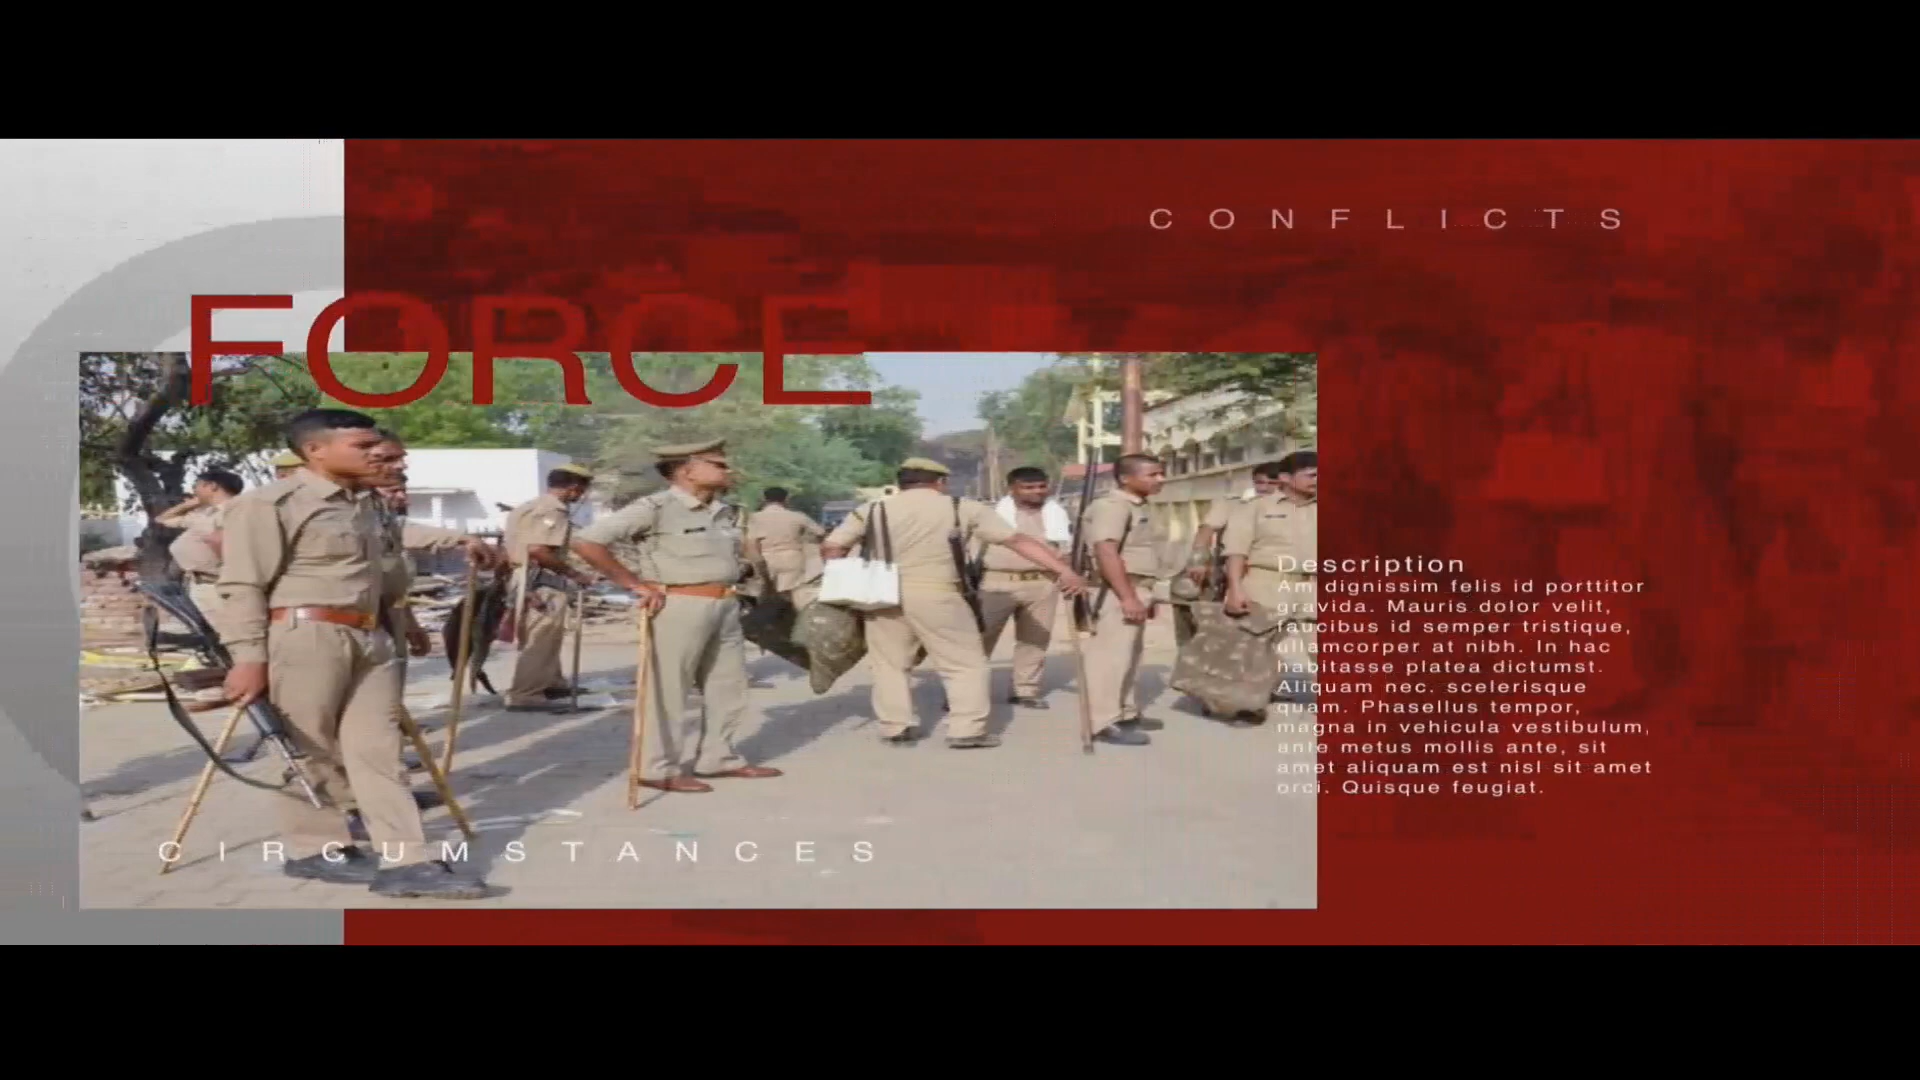 CONFLICTS
FORCE
Description
Am dignissim felis id porttitor
gravida. Mauris dolor velit,
faucibus id semper tristique,
ullamcorper at nibh. In hac
habitasse platea dictumst.
Aliquam nec. scelerisque
quam. Phasellus tempor,
magna in vehicula vestibulum,
ante metus mollis ante, sit
amet aliquam est nisl sit amet
orci. Quisque feugiat.
CIRCUMSTANCES